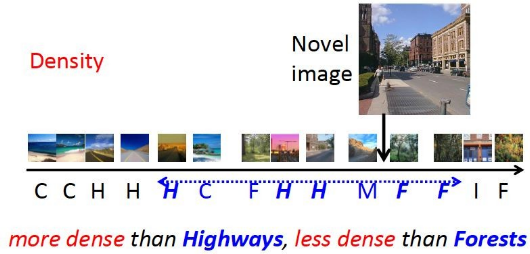 Density
Novel
image
C C H H H C F H H M F F I F
more dense than Highways, less dense than Forests